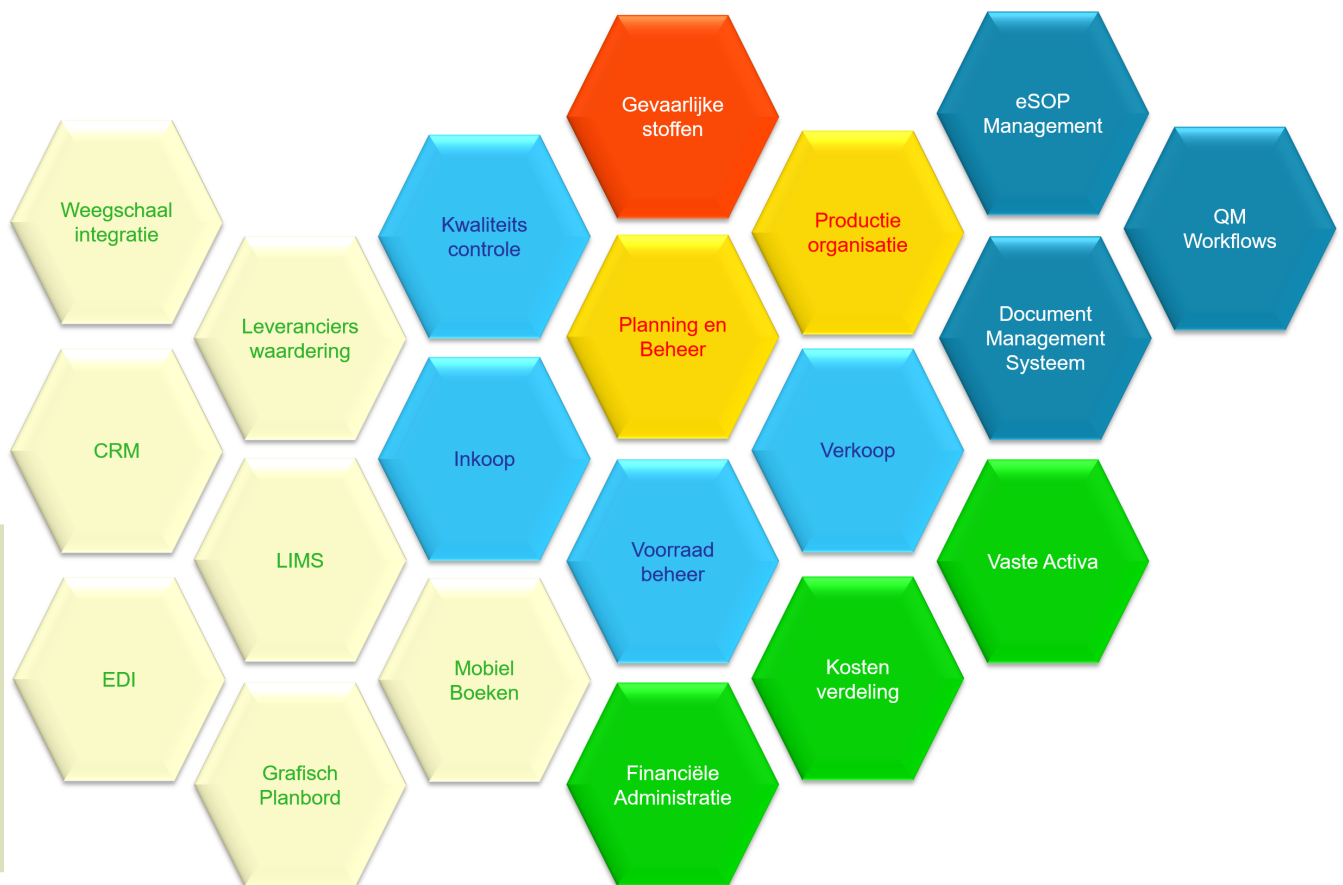 Gevaarlijke
stoffen
eSOP
Management
Weegschaal
integratie
Kwaliteits
controle
Productie
organisatie
QM
Workflows
Leveranciers
waardering
Planning en
Beheer
Document
Management
Systeem
CRM
Inkoop
Verkoop
LIMS
Voorraad
beheer
Vaste Activa
EDI
Mobiel
Boeken
Kosten
verdeling
Grafisch
Planbord
Financiële
Administratie